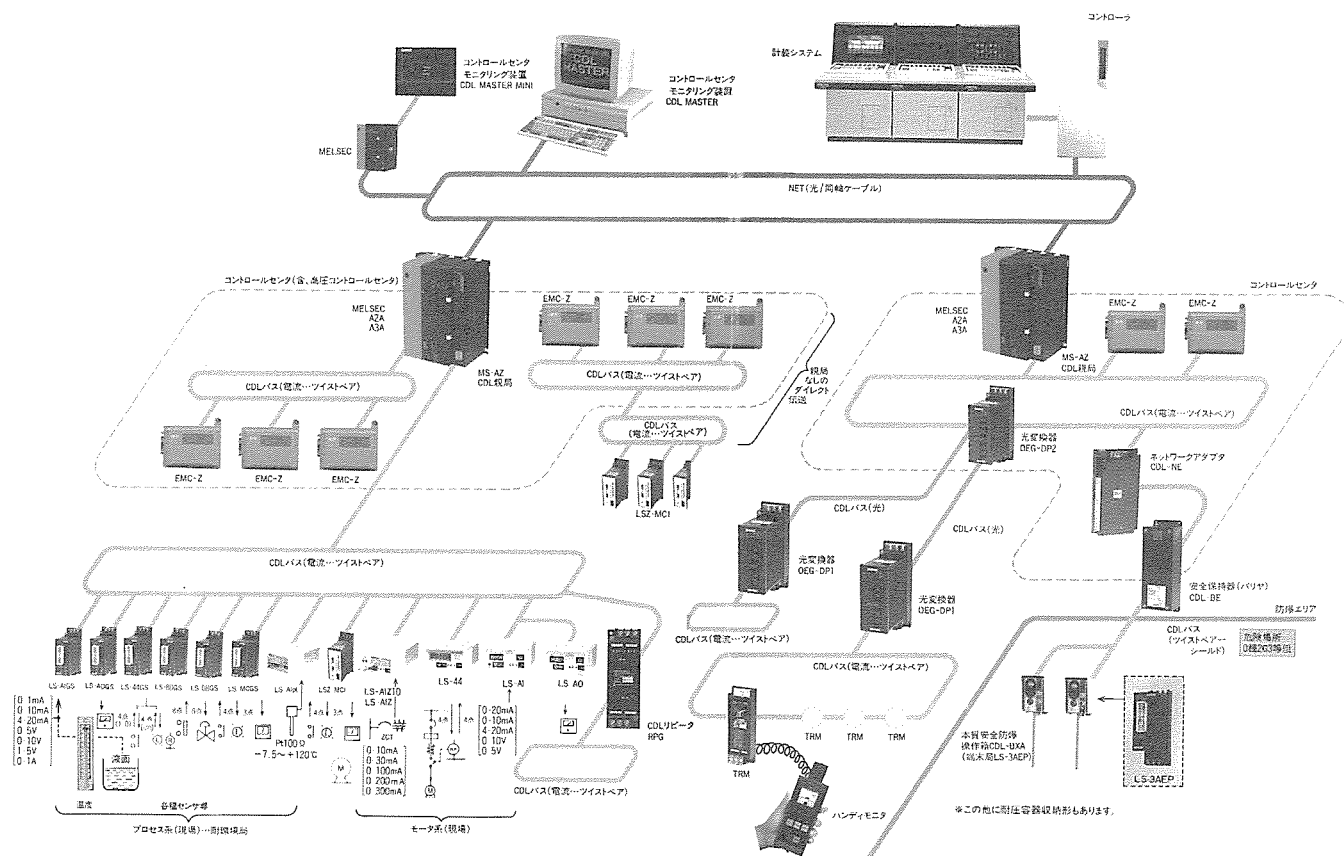 コントローラ
計装システム
コントロールセンタ
モニタリング装置
CDL MASTER MINI
コントロールセンタ
モニタリング装置
CDL MASTER
CDL
MASTER
MELSEC
NET(光/同軸ケーブル)
コントロールセンタ(含、高圧コントロールセンタ)
MELSEC
A2A
A3A
MS-AZ
CDL親局
EMC-Z
EMC-Z
EMC-Z
CDLバス(電流…ツイストペア)
CDLバス(電流…ツイストペア)
EMC-Z
EMC-Z
EMC-Z
親局
なしの
ダイレクト
伝送
CDLバス
(電流…ツイストペア)
LSZ-MC1
コントロールセンタ
MELSEC
A2A
A3A
EMC-Z
EMC-Z
MS-AZ
CDL親局
CDLバス(電流…ツイストペア)
光変換器
OEG-DP2
ネットワークアダプタ
CDL-NE
CDLバス(光)
CDLバス(光)
光変換器
OEG-DP1
光変換器
OEG-DP1
安全保持器(バリヤ)
CDL-BE
防爆エリア
CDLバス
(ツイストペアー
シールド)
危険場所
CDLバス(電流…ツイストペア)
CDLバス(電流…ツイストペア)
CDLバス(電流…ツイストペア)
LS-AIGS
LS-AOGS
LS-44GS
LS-80GS
LS-MCGS
LSZ MC1
LS-AIZ10
LS-AIZ
LS-44
LS-A1
LS AO
CDLリピータ
RPG
0 1mA
0 10mA
4 20mA
0 5V
0 10V
1 5V
0 1A
Pt100Ω
−7.5~+120℃
ZCT
0 10mA
0 30mA
0 100mA
0 200mA
0 300mA
0-20mA
0-10mA
4-20mA
0 10V
0 5V
液面
温度
各種センサ等
プロセス系(現場)…耐環境局
モータ系(現場)
CDLバス(電流…ツイストペア)
TRM
TRM
TRM
TRM
ハンディモニタ
本質安全防爆
操作箱CDL-BXA
(端末局LS-3AEP)
LS-3AEP
※この他に耐圧容器収納形もあります。